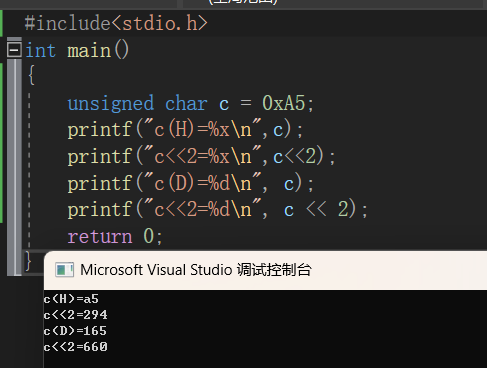 #include<stdio.h>
int main()
{
unsigned char c = 0xA5;
printf("c(H)=%x\n",c);
printf("c<<2=%x\n",c<<2);
printf("c(D)=%d\n", c);
printf("c<<2=%d\n", c << 2);
return 0;
}
Microsoft Visual Studio 调试控制台
c(H)=a5
c<<2=294
c(D)=165
c<<2=660